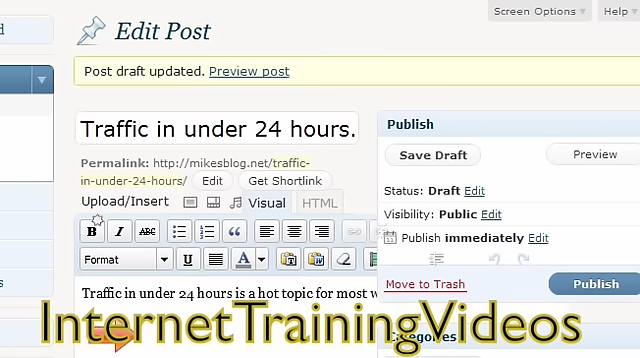 Screen Options Help
Edit Post
Post draft updated. Preview post
Traffic in under 24 hours.
Publish
Permalink: http://mikesblog.net/traffic-
in-under-24-hours/ Edit Get Shortlink
Save Draft Preview
Upload/Insert Visual HTML
Status: Draft Edit
Visibility: Public Edit
B I ABC
Publish immediately Edit
Format U A
Move to Trash Publish
Traffic in under 24 hours is a hot topic for most w
InternetTrainingVideos
Categories